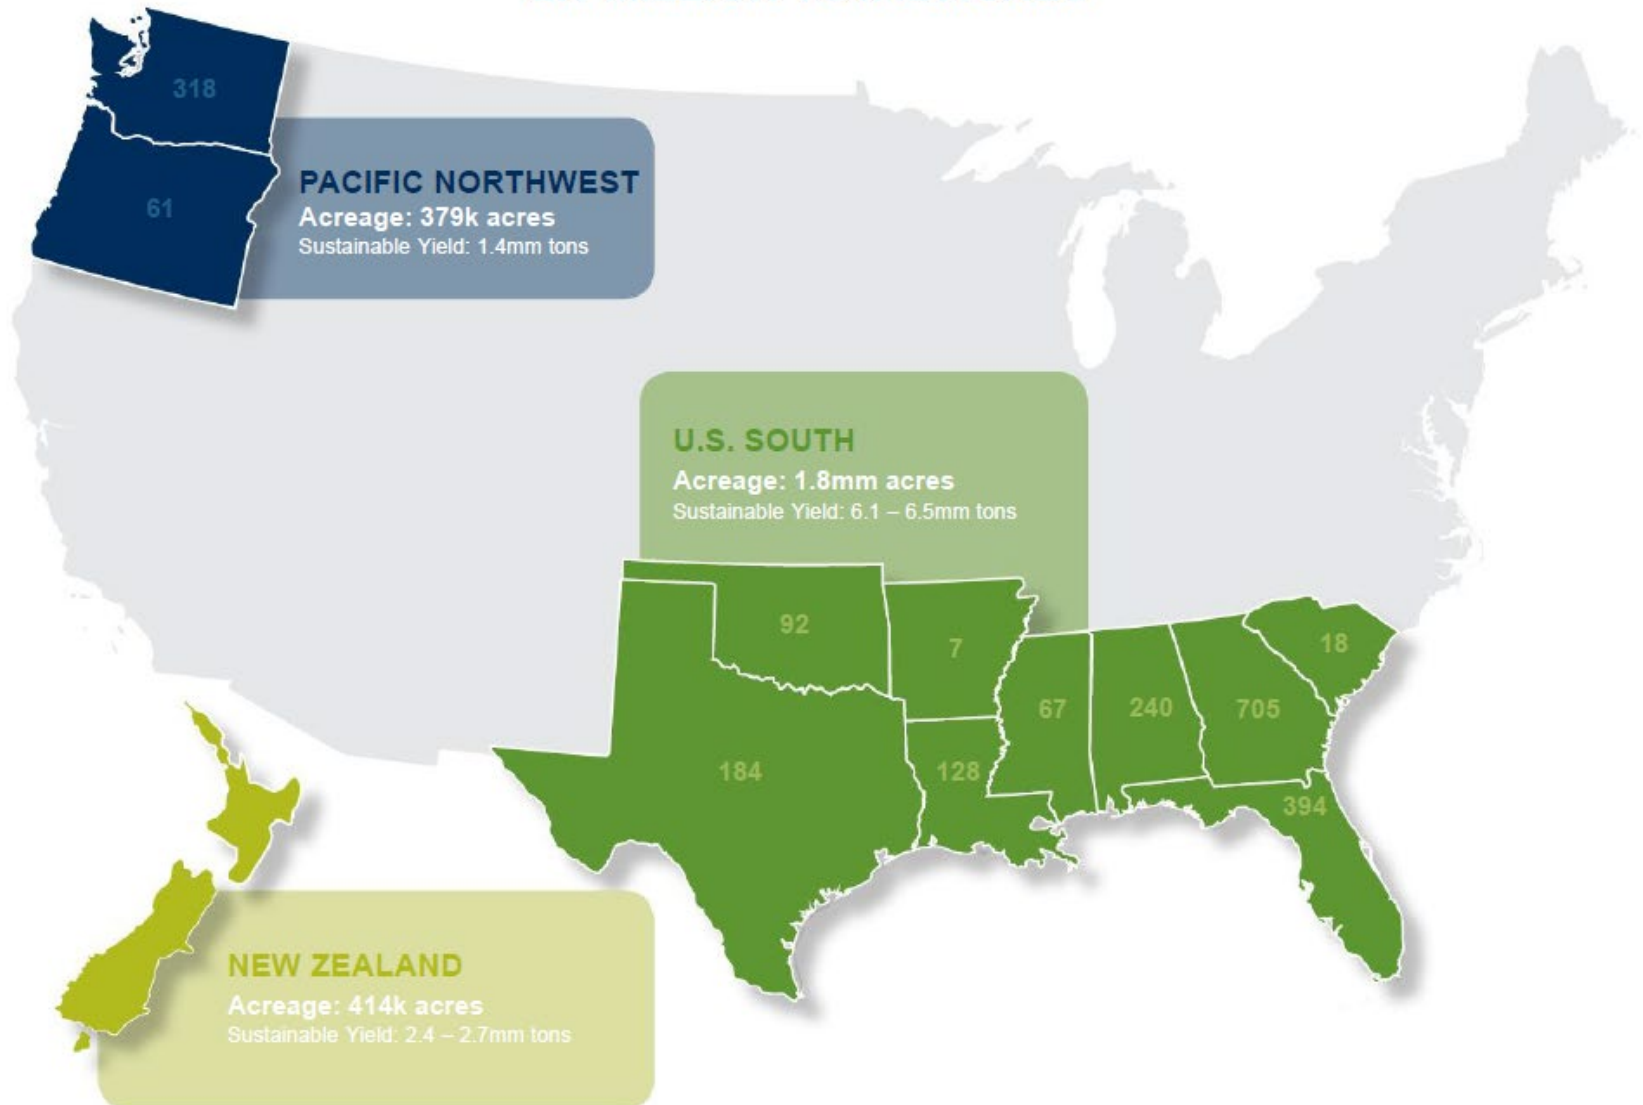 318
61
PACIFIC NORTHWEST
Acreage: 379k acres
Sustainable Yield: 1.4mm tons
U.S. SOUTH
Acreage: 1.8mm acres
Sustainable Yield: 6.1 – 6.5mm tons
92
7
18
67
240
705
184
128
394
NEW ZEALAND
Acreage: 414k acres
Sustainable Yield: 2.4 – 2.7mm tons